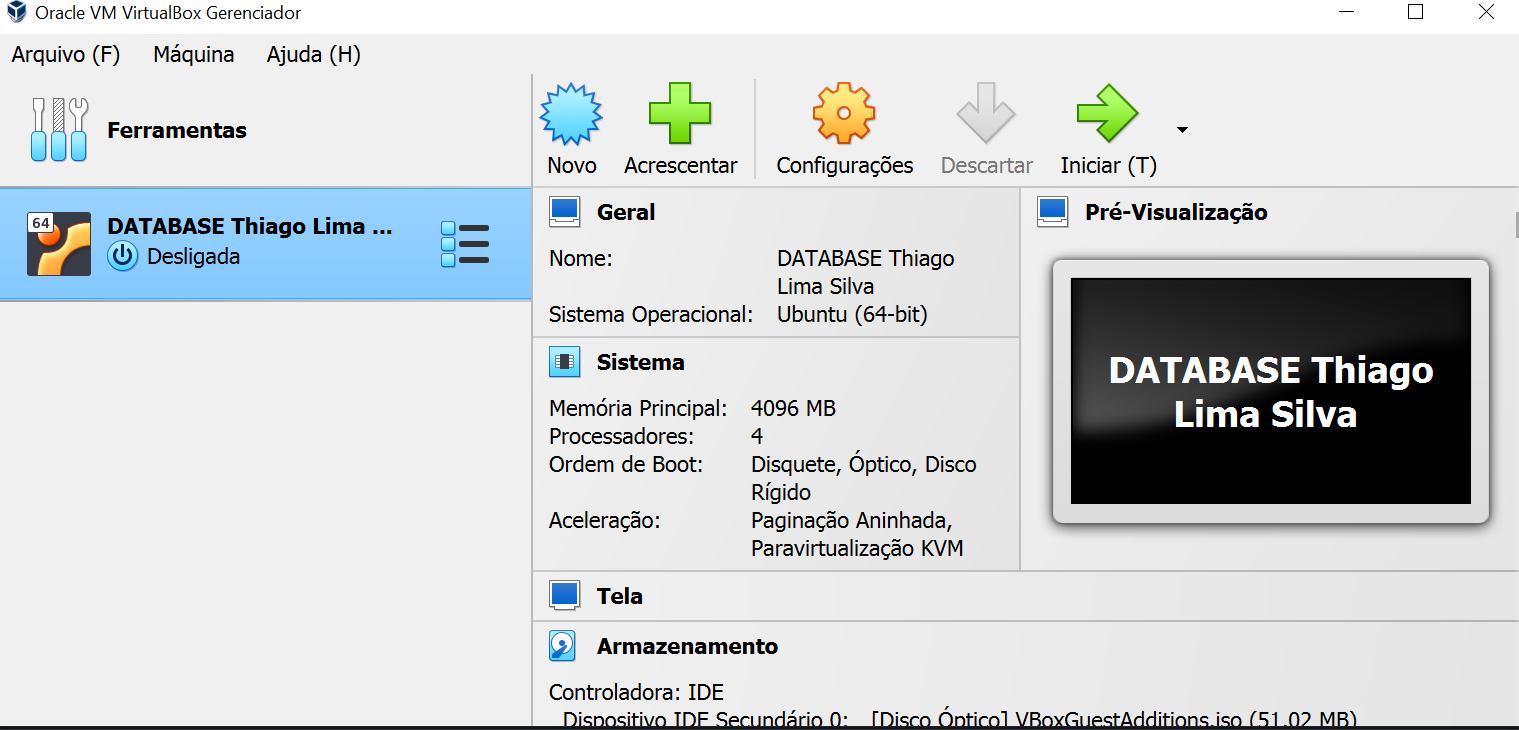 Oracle VM VirtualBox Gerenciador
Arquivo (F) Máquina Ajuda (H)
Ferramentas
Novo Acrescentar Configurações Descartar Iniciar (T)
64
DATABASE Thiago Lima ...
Desligada
Geral
Nome: DATABASE Thiago
Lima Silva
Sistema Operacional: Ubuntu (64-bit)
Sistema
Memória Principal: 4096 MB
Processadores: 4
Ordem de Boot: Disquete, Óptico, Disco
Rígido
Aceleração: Paginação Aninhada,
Paravirtualização KVM
Pré-Visualização
DATABASE Thiago
Lima Silva
Tela
Armazenamento
Controladora: IDE
Dispositivo IDE Secundário 0: [Disco Óptico] VBoxGuestAdditions.iso (51,02 MB)